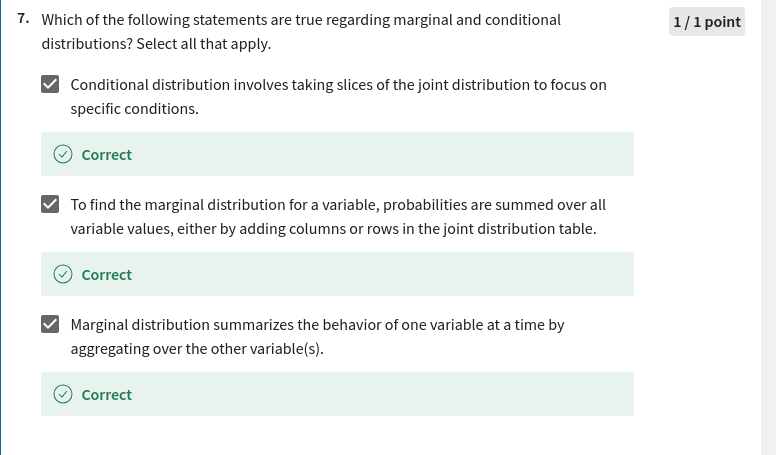 7. Which of the following statements are true regarding marginal and conditional
1 / 1 point
distributions? Select all that apply.
Conditional distribution involves taking slices of the joint distribution to focus on
specific conditions.
Correct
To find the marginal distribution for a variable, probabilities are summed over all
variable values, either by adding columns or rows in the joint distribution table.
Correct
Marginal distribution summarizes the behavior of one variable at a time by
aggregating over the other variable(s).
Correct